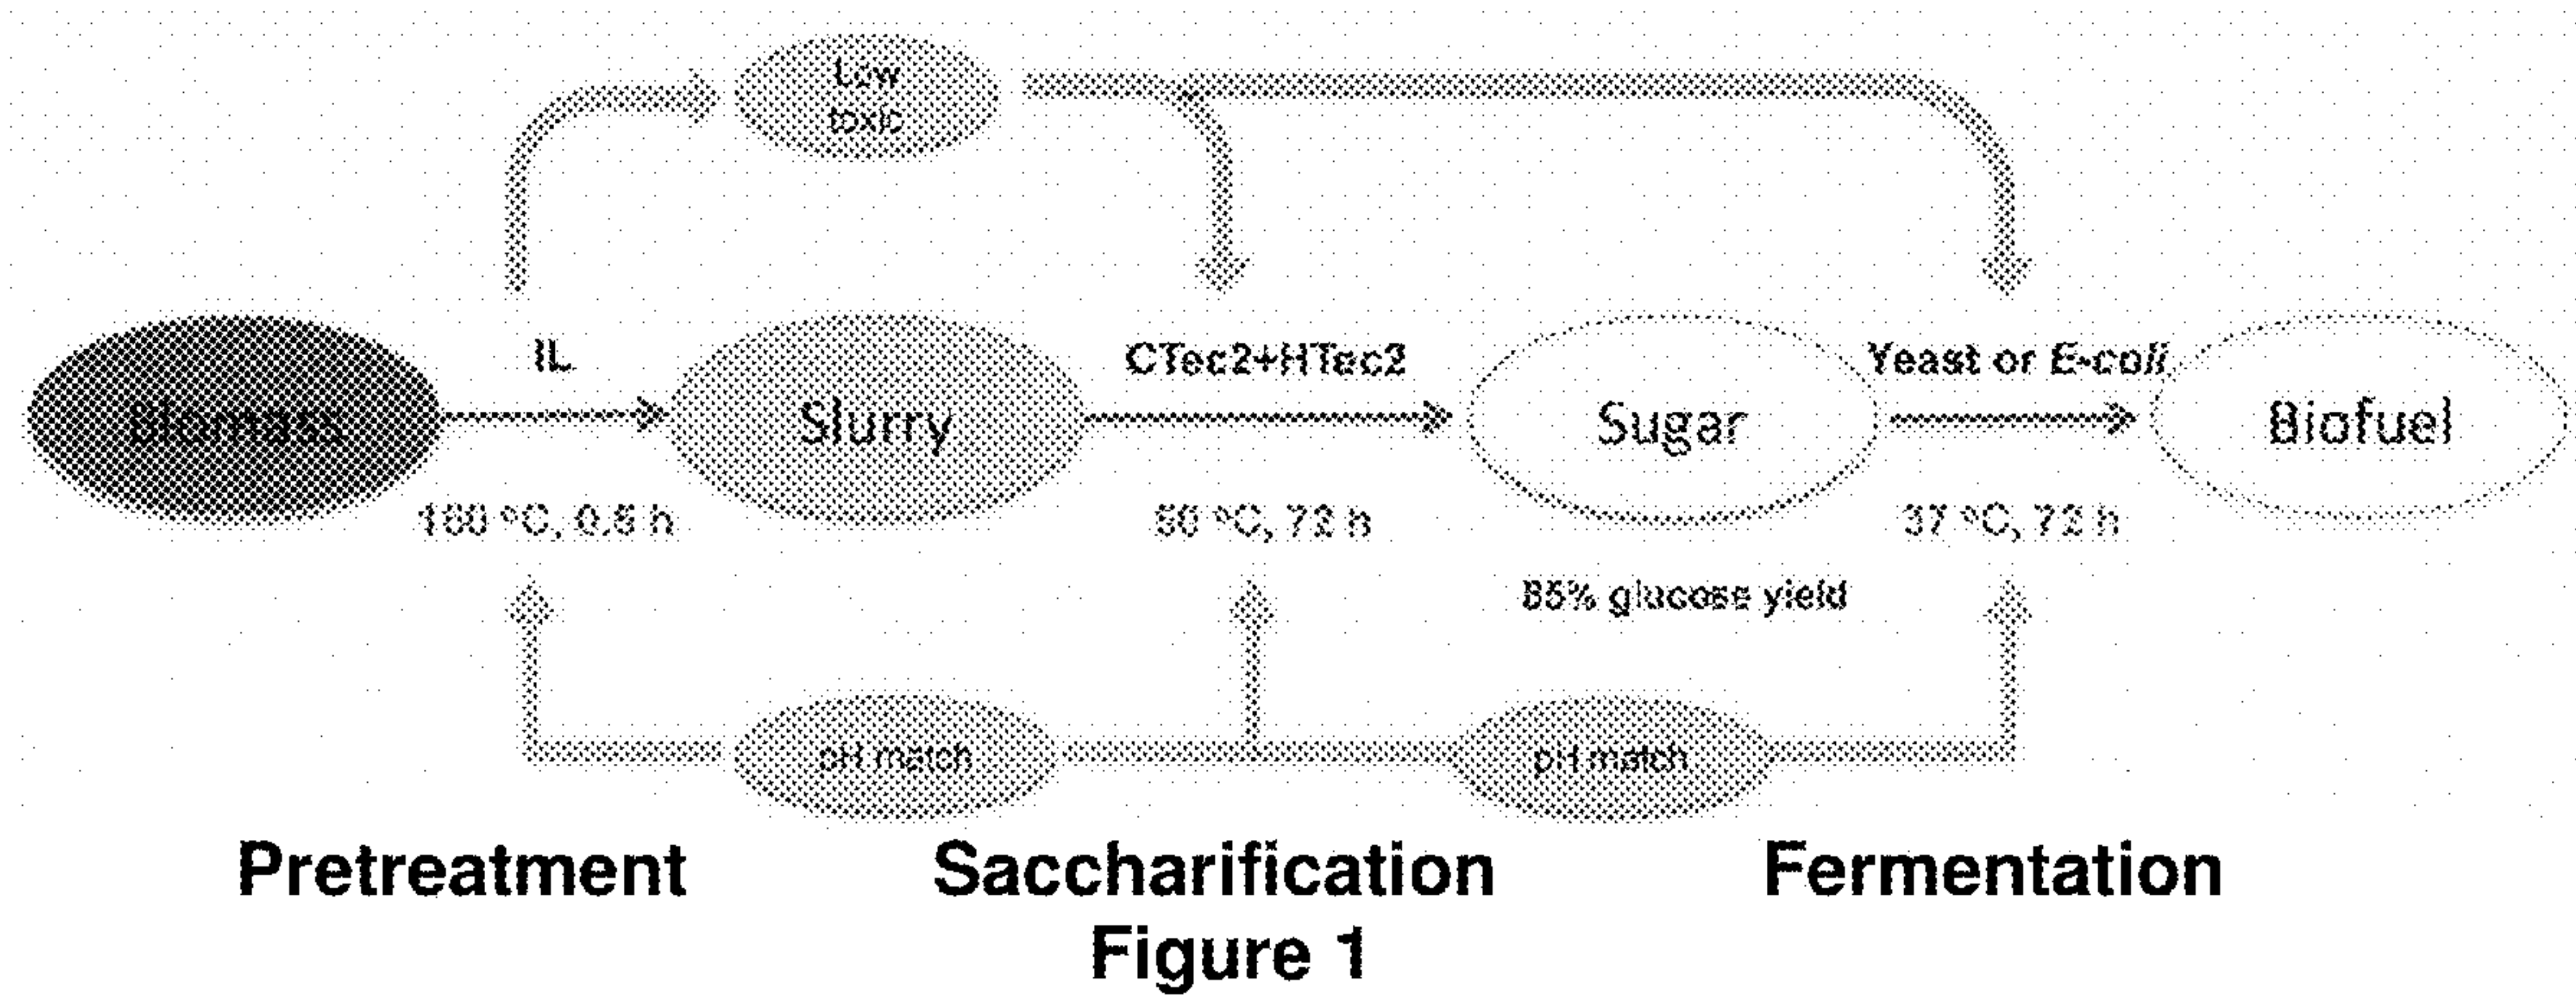 Low
toxic
IL
CTec2+HTec2
Yeast or E-coli
Biomass
Slurry
Sugar
Biofuel
°C, 0.5 h
50 °C, 72 h
37 °C, 72 h
85% glucose yield
pH match
pH match
Pretreatment
Saccharification
Fermentation
Figure 1